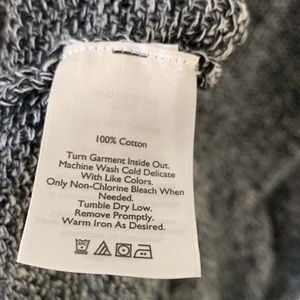 100% Cotton
Turn Garment Inside Out.
Machine Wash Cold Delicate
With Like Colors.
Only Non-Chlorine Bleach When
Needed.
Tumble Dry Low.
Remove Promptly.
Warm Iron As Desired.